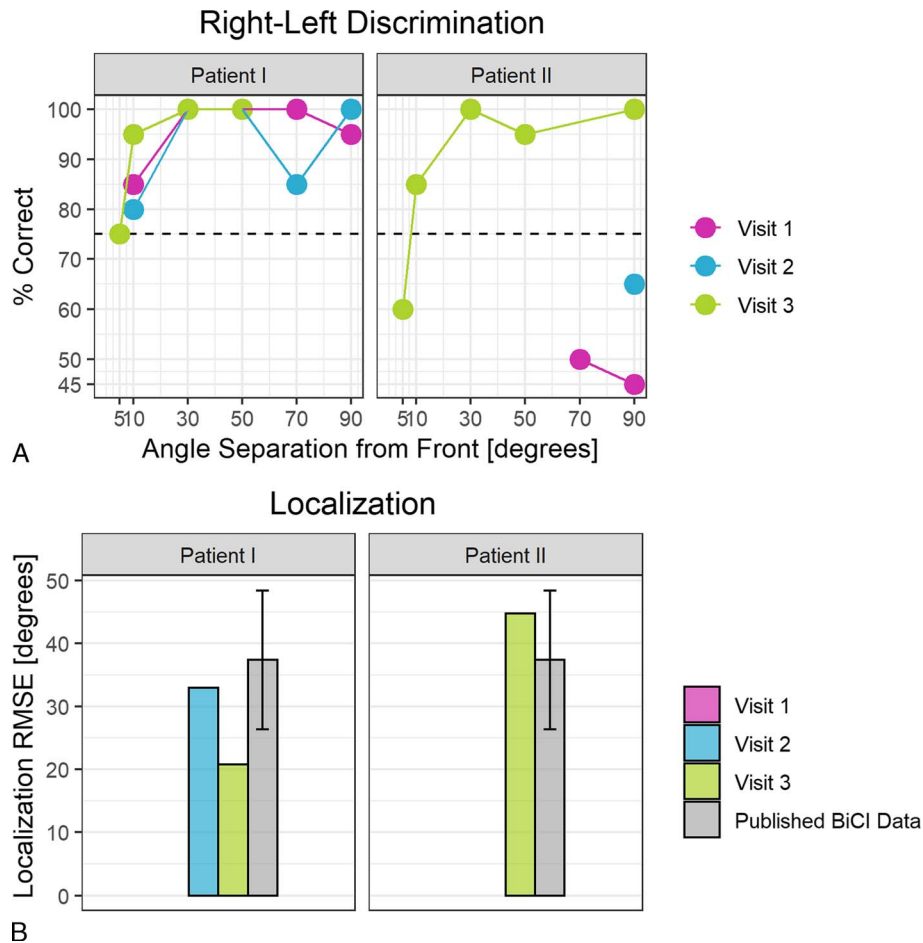 A
Right-Left Discrimination
Patient I
Patient II
% Correct
100
90
80
70
60
50
45
5 10 30 50 70 90
5 10 30 50 70 90
Angle Separation from Front [degrees]
Visit 1
Visit 2
Visit 3
A
Localization
Patient I
Patient II
Localization RMSE [degrees]
50
40
30
20
10
0
Visit 1
Visit 2
Visit 3
Published BiCI Data
B